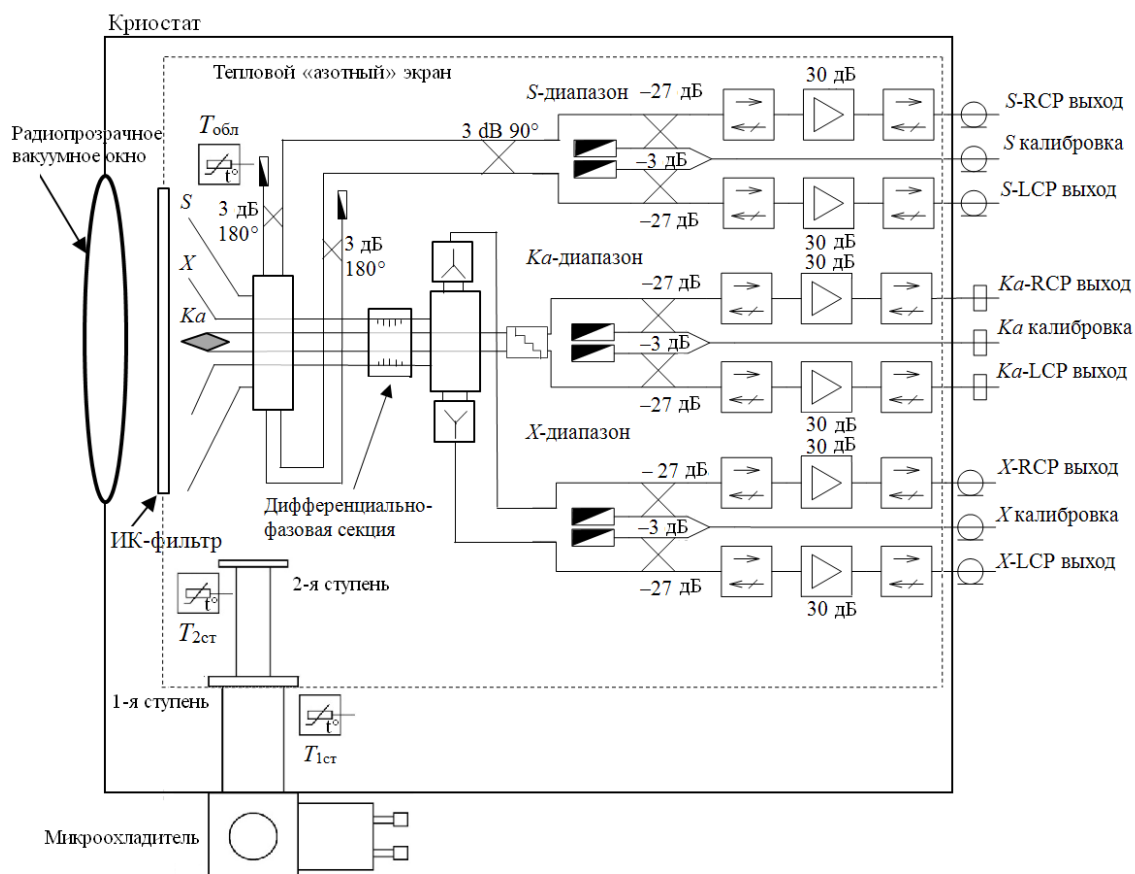 Криостат
Тепловой «азотный» экран
Радиопрозрачное
вакуумное окно
Tобл
t°
S
X
Ka
3 дБ
180°
3 дБ
180°
3 dB 90°
S-диапазон
–27 дБ
30 дБ
S-RCP выход
–3 дБ
S калибровка
–27 дБ
30 дБ
S-LCP выход
Ka-диапазон
–27 дБ
30 дБ
Ka-RCP выход
–3 дБ
Ka калибровка
–27 дБ
30 дБ
Ka-LCP выход
X-диапазон
– 27 дБ
30 дБ
X-RCP выход
–3 дБ
X калибровка
–27 дБ
30 дБ
X-LCP выход
Дифференциально-
фазовая секция
ИК-фильтр
2-я ступень
t°
T2ст
1-я ступень
t°
T1ст
Микроохладитель